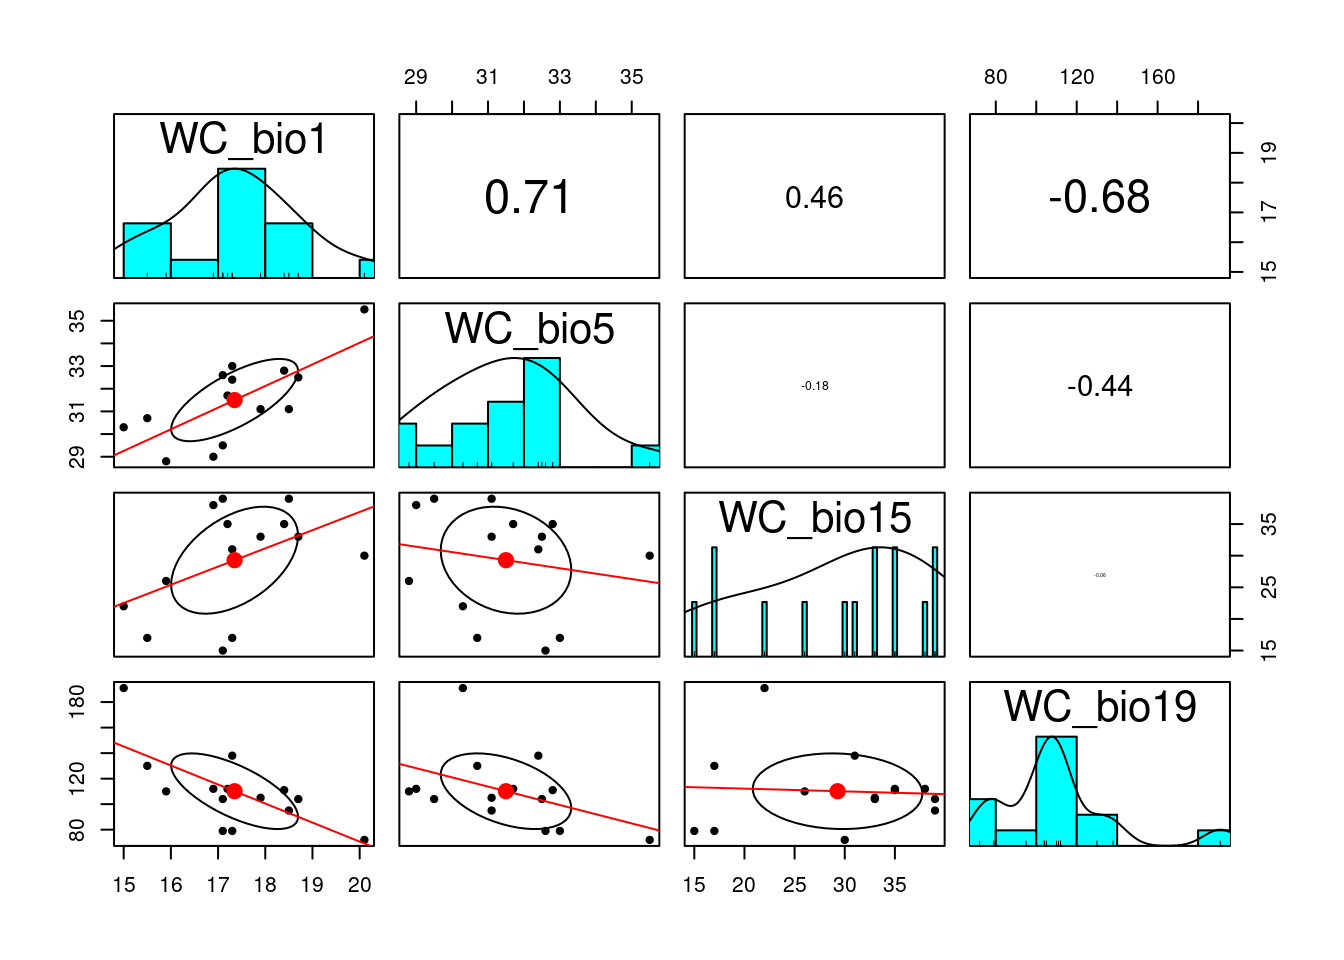 29 31 33 35 80 120 160
WC_bio1 0.71 0.46 -0.68
15 17 19
29 31 33 35
WC_bio5 -0.18 -0.44
WC_bio15 -0.06
15 25 35
80 120 180
WC_bio19
15 16 17 18 19 20 15 20 25 30 35